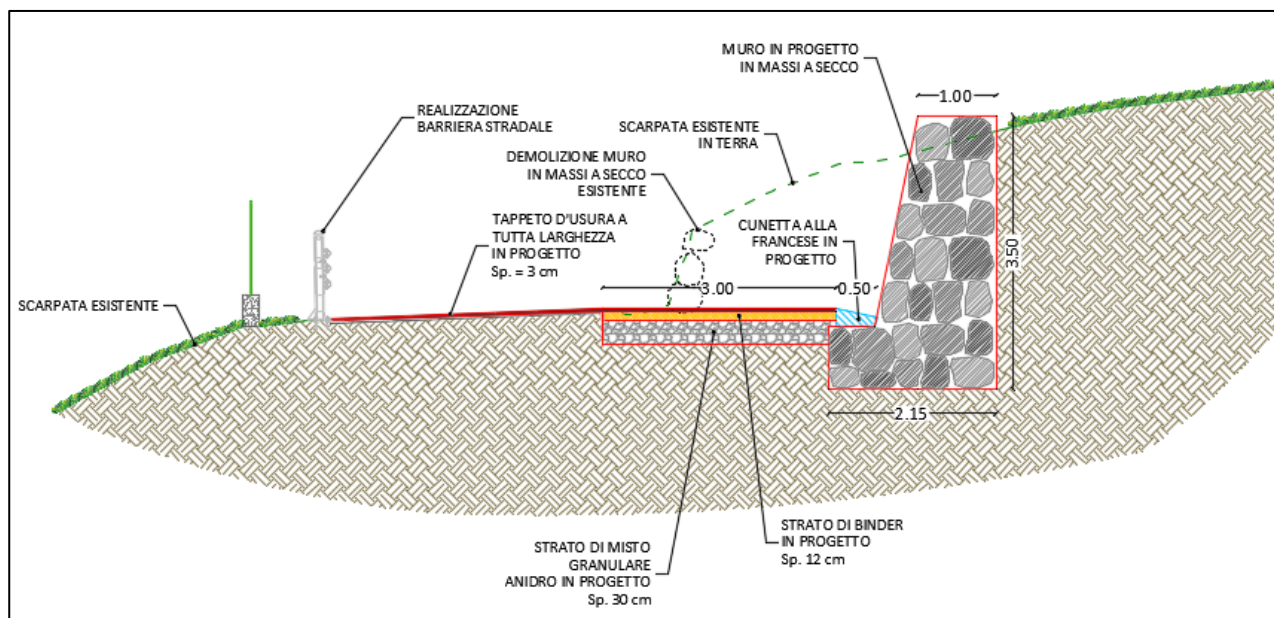 MURO IN PROGETTO
IN MASSI A SECCO
1.00
REALIZZAZIONE
BARRIERA STRADALE
SCARPATA ESISTENTE
IN TERRA
DEMOLIZIONE MURO
IN MASSI A SECCO
ESISTENTE
TAPPETO D'USURA A
TUTTA LARGHEZZA
IN PROGETTO
Sp. = 3 cm
CUNETTA ALLA
FRANCESE IN
PROGETTO
3.50
SCARPATA ESISTENTE
3.00
0.50
2.15
STRATO DI MISTO
GRANULARE
ANIDRO IN PROGETTO
Sp. 30 cm
STRATO DI BINDER
IN PROGETTO
Sp. 12 cm